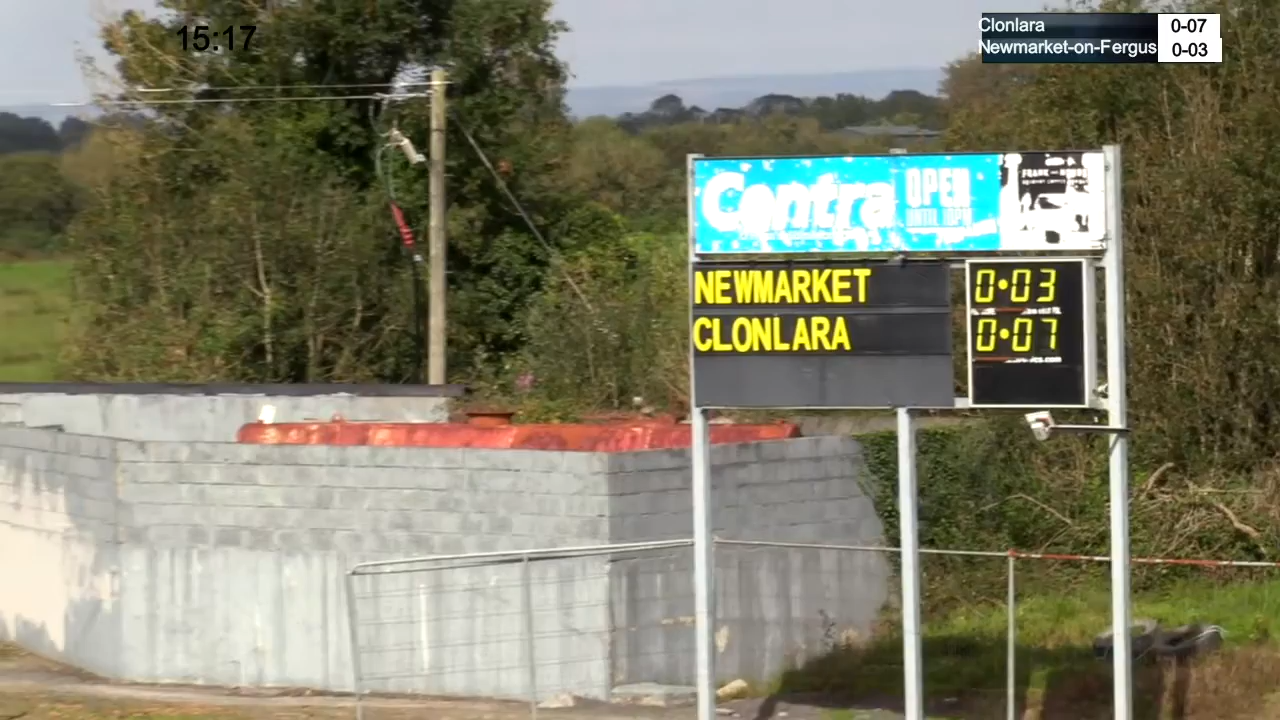 15:17
Clonlara 0-07
Newmarket-on-Fergus 0-03
Centra OPEN
NEWMARKET 0•03
CLONLARA 0•07